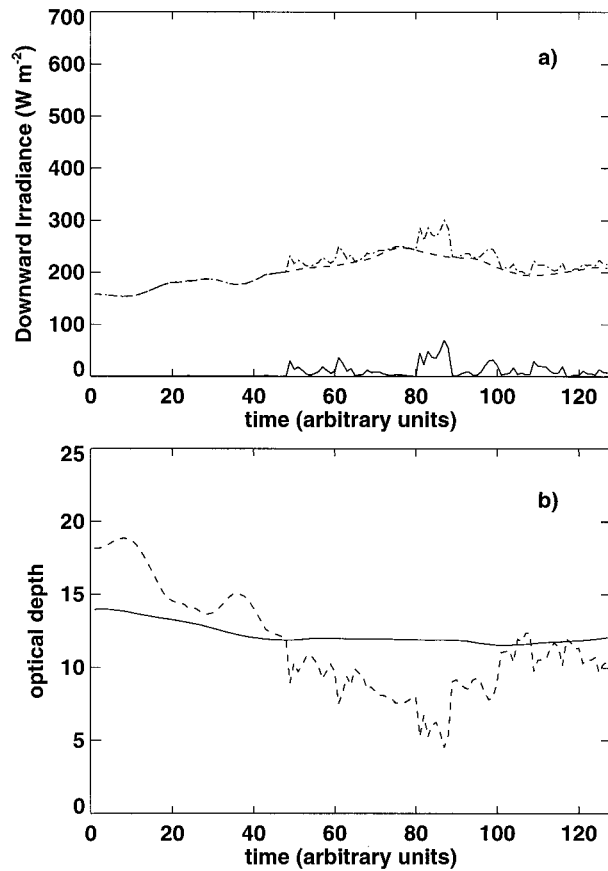 700
600
500
400
300
200
100
0
Downward Irradiance (W m-2)
a)
0 20 40 60 80 100 120
time (arbitrary units)
25
20
15
10
5
0
optical depth
b)
0 20 40 60 80 100 120
time (arbitrary units)